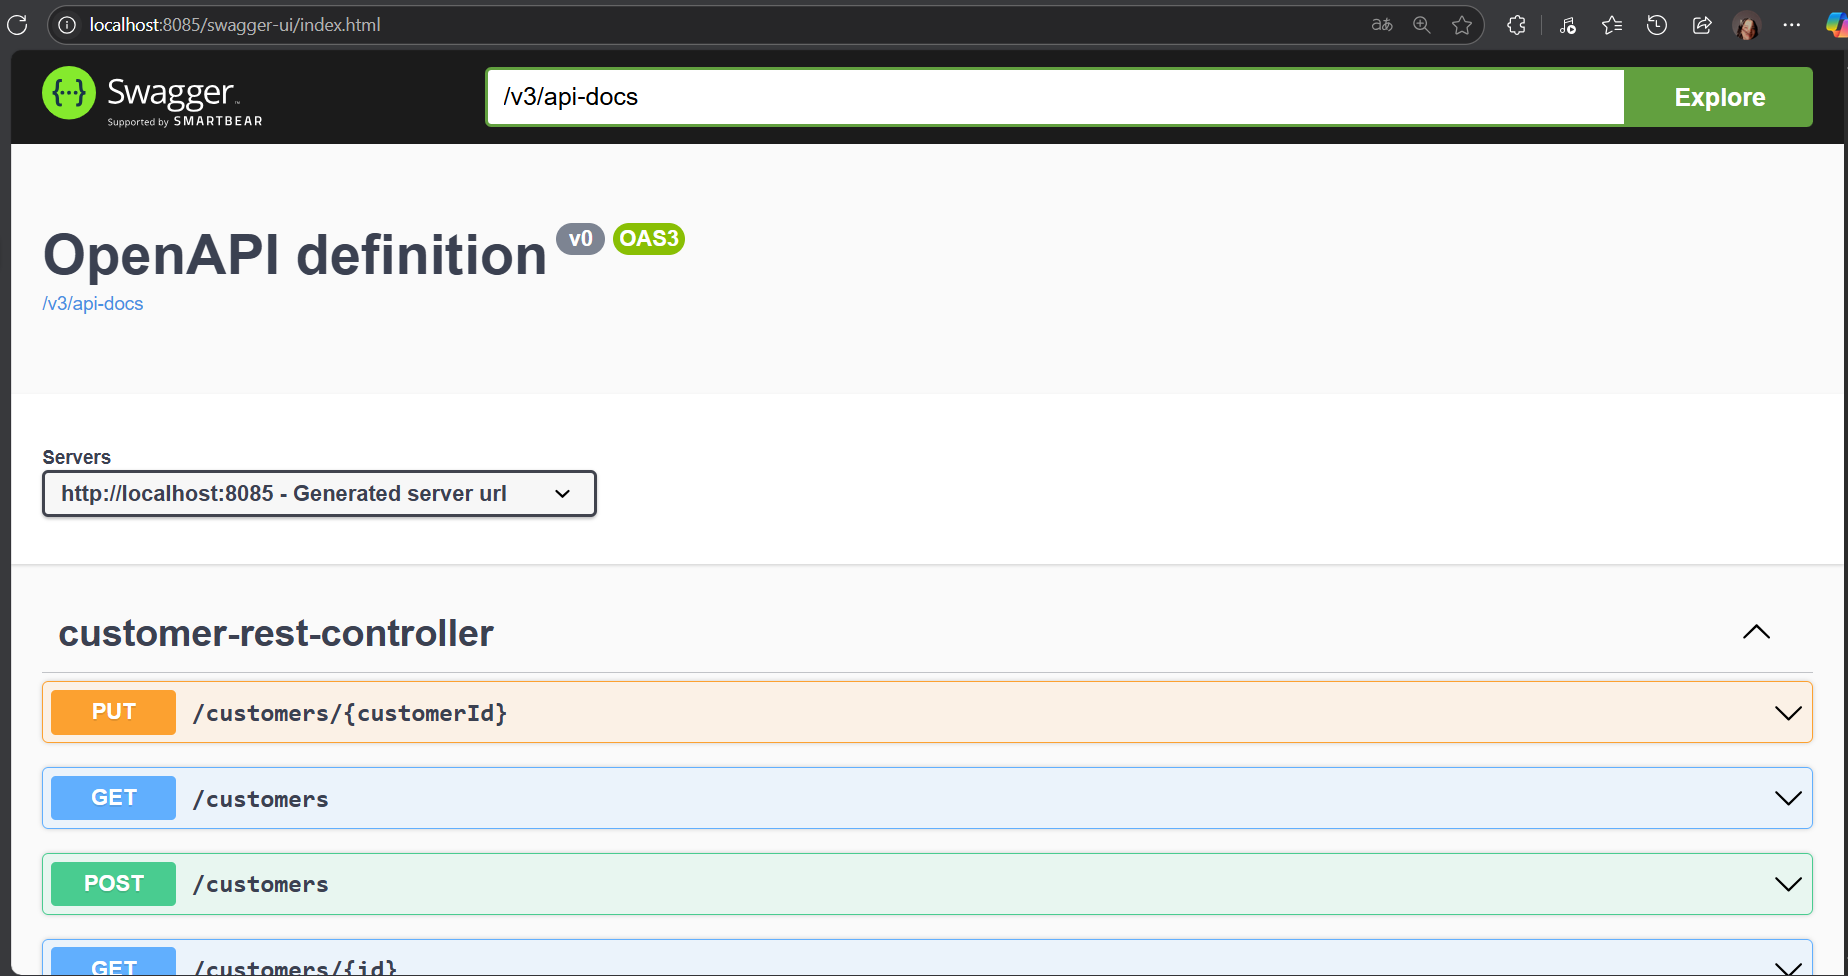 localhost:8085/swagger-ui/index.html
Swagger
Supported by SMARTBEAR
/v3/api-docs
Explore
OpenAPI definition v0 OAS3
/v3/api-docs
Servers
http://localhost:8085 - Generated server url
customer-rest-controller
PUT /customers/{customerId}
GET /customers
POST /customers
GET /customers/{id}